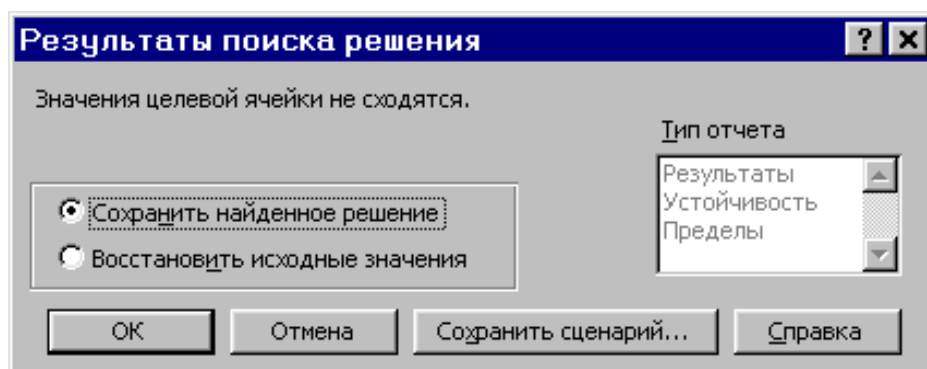 Результаты поиска решения
Значения целевой ячейки не сходятся.
Тип отчета
Результаты
Устойчивость
Пределы
Сохранить найденное решение
Восстановить исходные значения
ОК
Отмена
Сохранить сценарий...
Справка